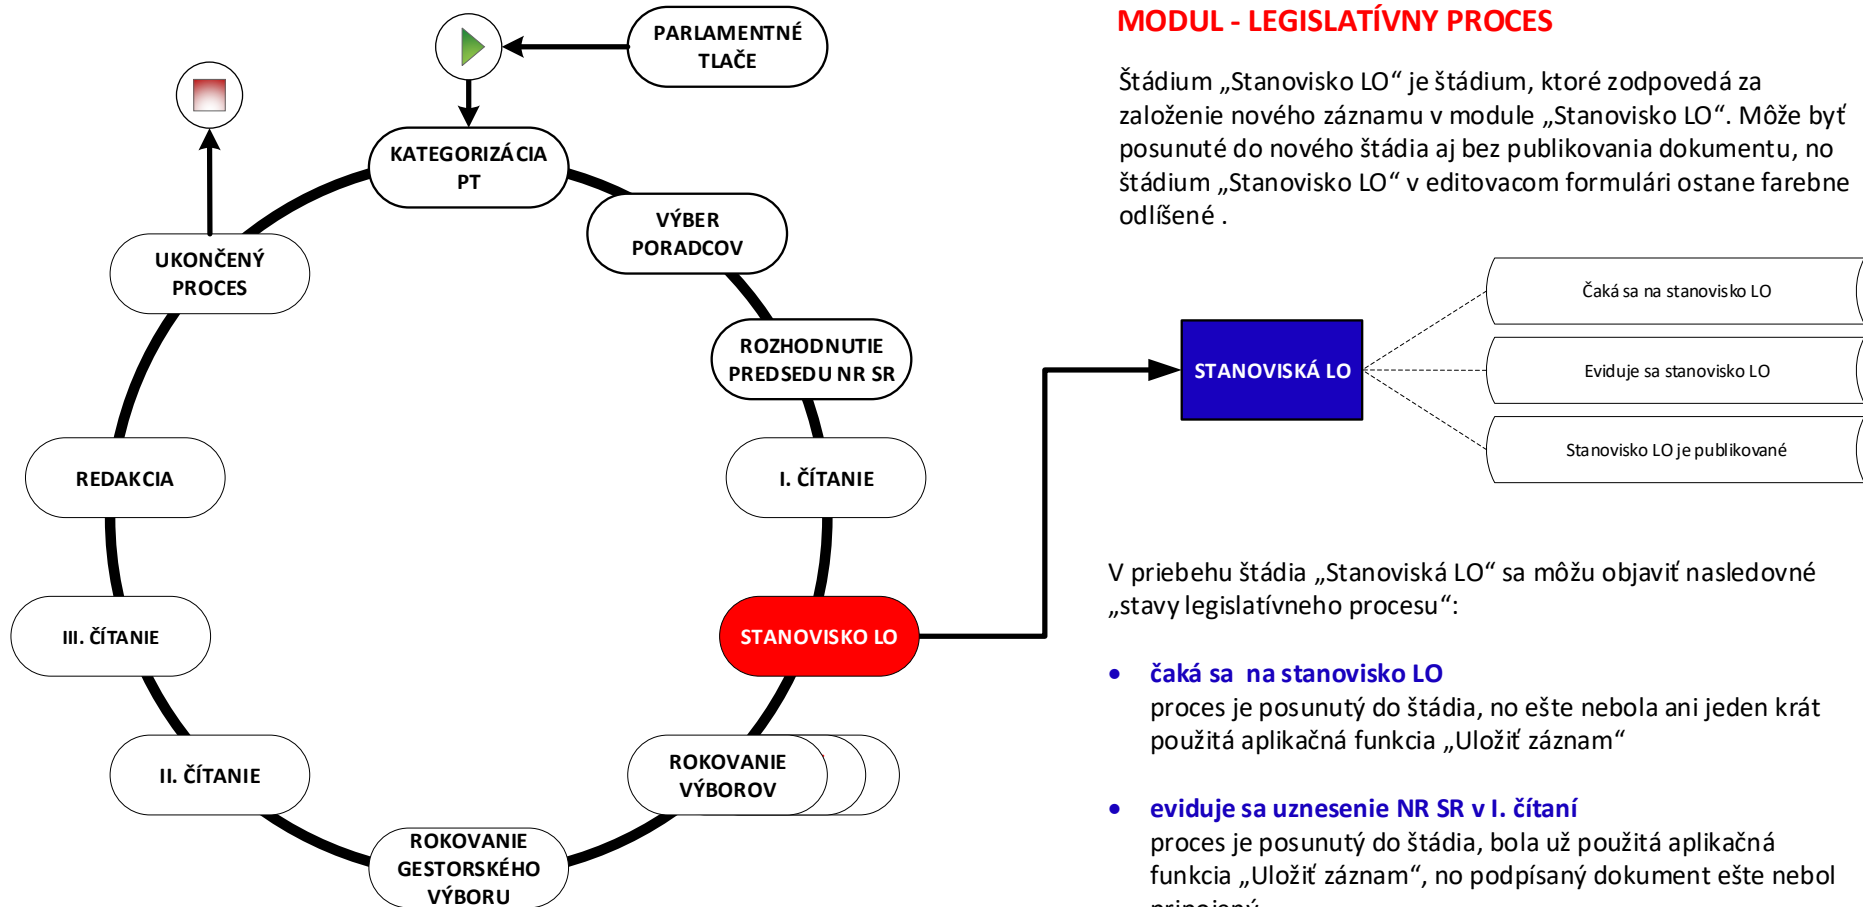 PARLAMENTNÉ
TLAČE
KATEGORIZÁCIA
PT
VÝBER
PORADCOV
ROZHODNUTIE
PREDSEDU NR SR
I. ČÍTANIE
STANOVISKO LO
ROKOVANIE
VÝBOROV
ROKOVANIE
GESTORSKÉHO
VÝBORU
II. ČÍTANIE
III. ČÍTANIE
REDAKCIA
UKONČENÝ
PROCES
MODUL - LEGISLATÍVNY PROCES
Štádium „Stanovisko LO“ je štádium, ktoré zodpovedá za
založenie nového záznamu v module „Stanovisko LO“. Môže byť
posunuté do nového štádia aj bez publikovania dokumentu, no
štádium „Stanovisko LO“ v editovacom formulári ostane farebne
odlíšené .
STANOVISKÁ LO
Čaká sa na stanovisko LO
Eviduje sa stanovisko LO
Stanovisko LO je publikované
V priebehu štádia „Stanoviská LO“ sa môžu objaviť nasledovné
„stavy legislatívneho procesu“:
• čaká sa  na stanovisko LO
proces je posunutý do štádia, no ešte nebola ani jeden krát
použitá aplikačná funkcia „Uložiť záznam“
• eviduje sa uznesenie NR SR v I. čítaní
proces je posunutý do štádia, bola už použitá aplikačná
funkcia „Uložiť záznam“, no podpísaný dokument ešte nebol